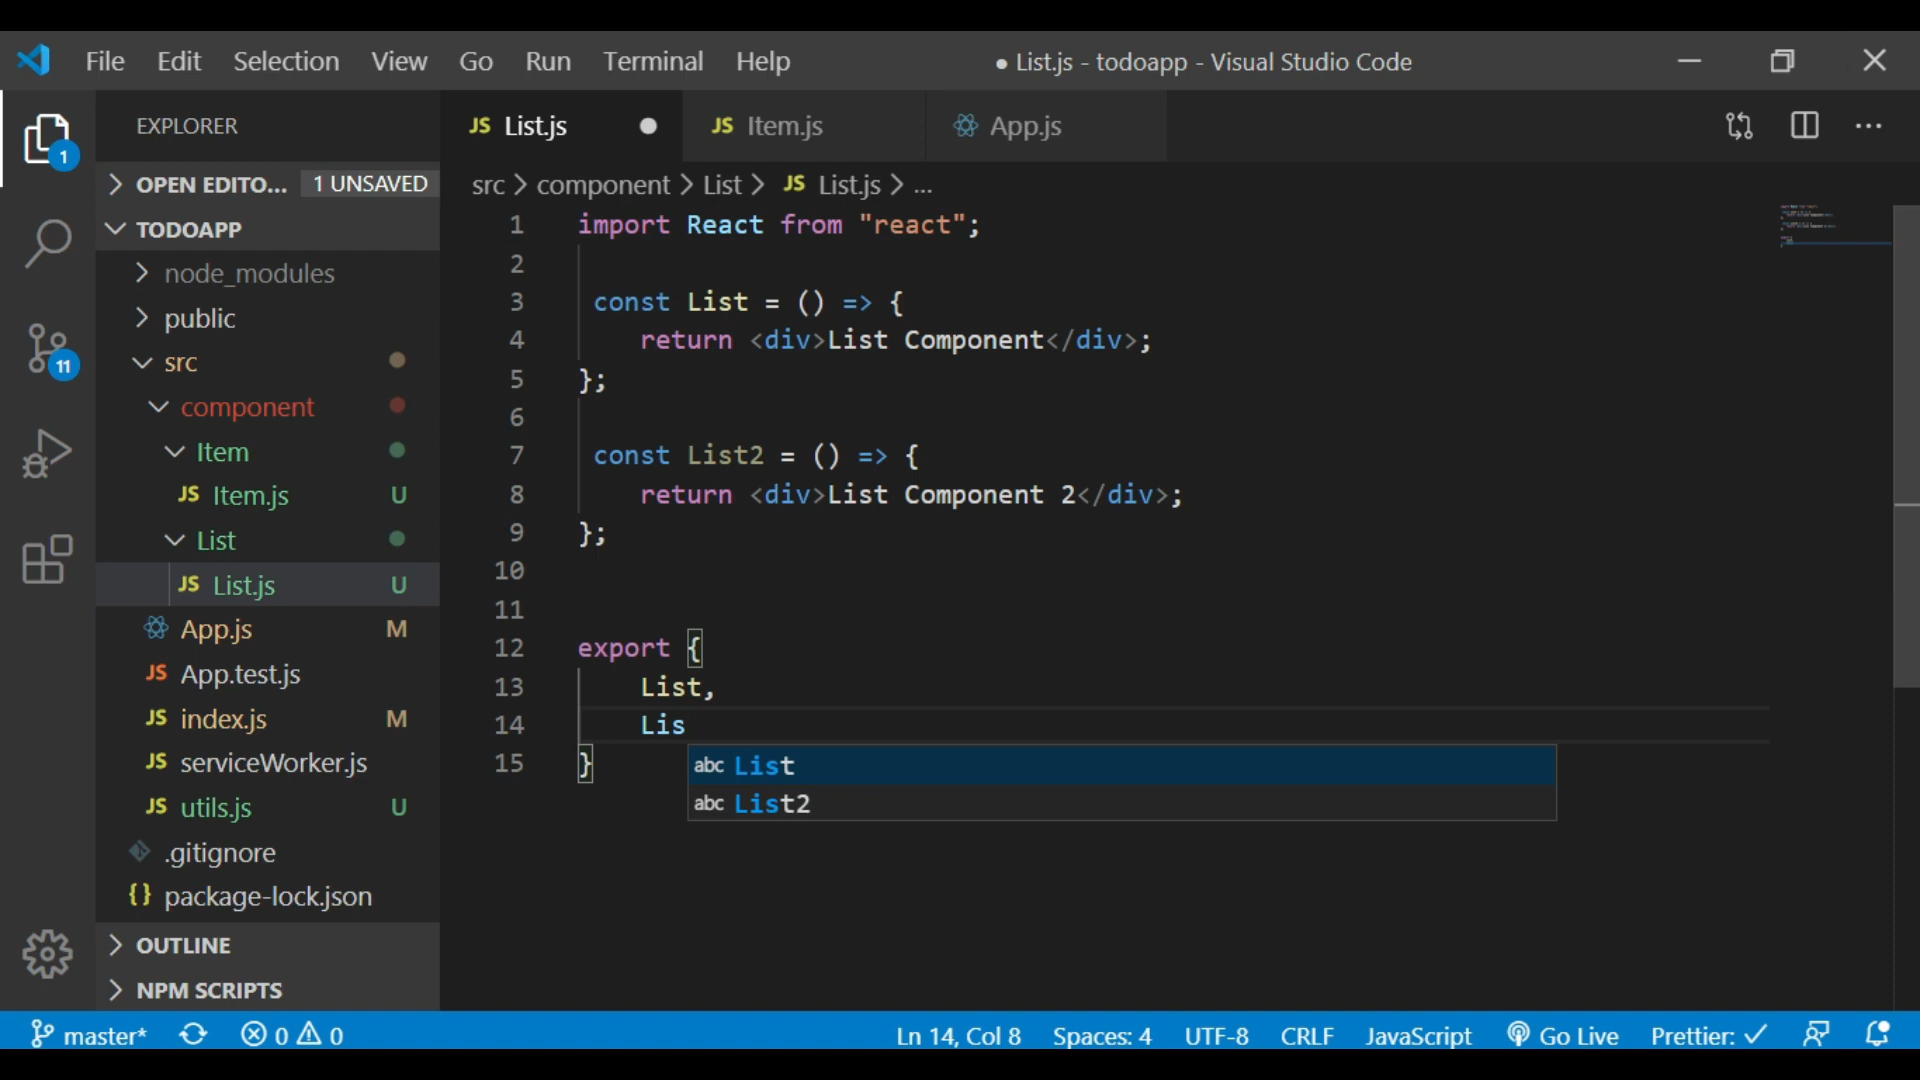 File Edit Selection View Go Run Terminal Help
● List.js - todoapp - Visual Studio Code
EXPLORER
1
OPEN EDITO... 1 UNSAVED
TODOAPP
node_modules
public
src
11
component
Item
JS Item.js U
List
JS List.js U
App.js M
JS App.test.js
JS index.js M
JS serviceWorker.js
JS utils.js U
.gitignore
{} package-lock.json
OUTLINE
NPM SCRIPTS
JS List.js ● JS Item.js App.js
src > component > List > JS List.js > ...
1 import React from "react";
2
3 const List = () => {
4 return <div>List Component</div>;
5 };
6
7 const List2 = () => {
8 return <div>List Component 2</div>;
9 };
10
11
12 export {
13 List,
14 Lis
15 }
abc List
abc List2
master* 0 0 Ln 14, Col 8 Spaces: 4 UTF-8 CRLF JavaScript Go Live Prettier: ✓